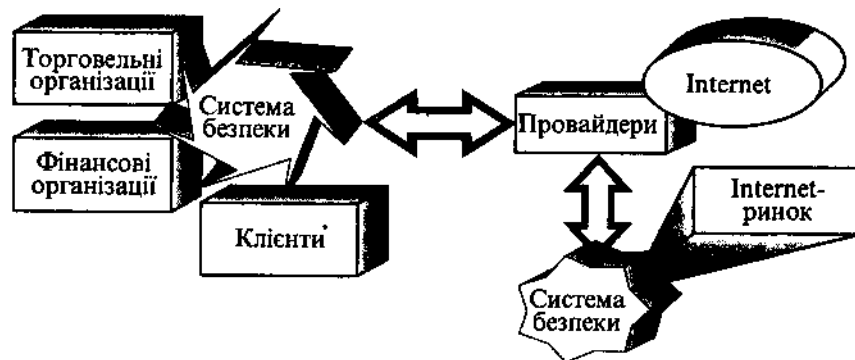 Торговельні
організації
Система
безпеки
Фінансові
організації
Клієнти
Провайдери
Internet
Internet-
ринок
Система
безпеки